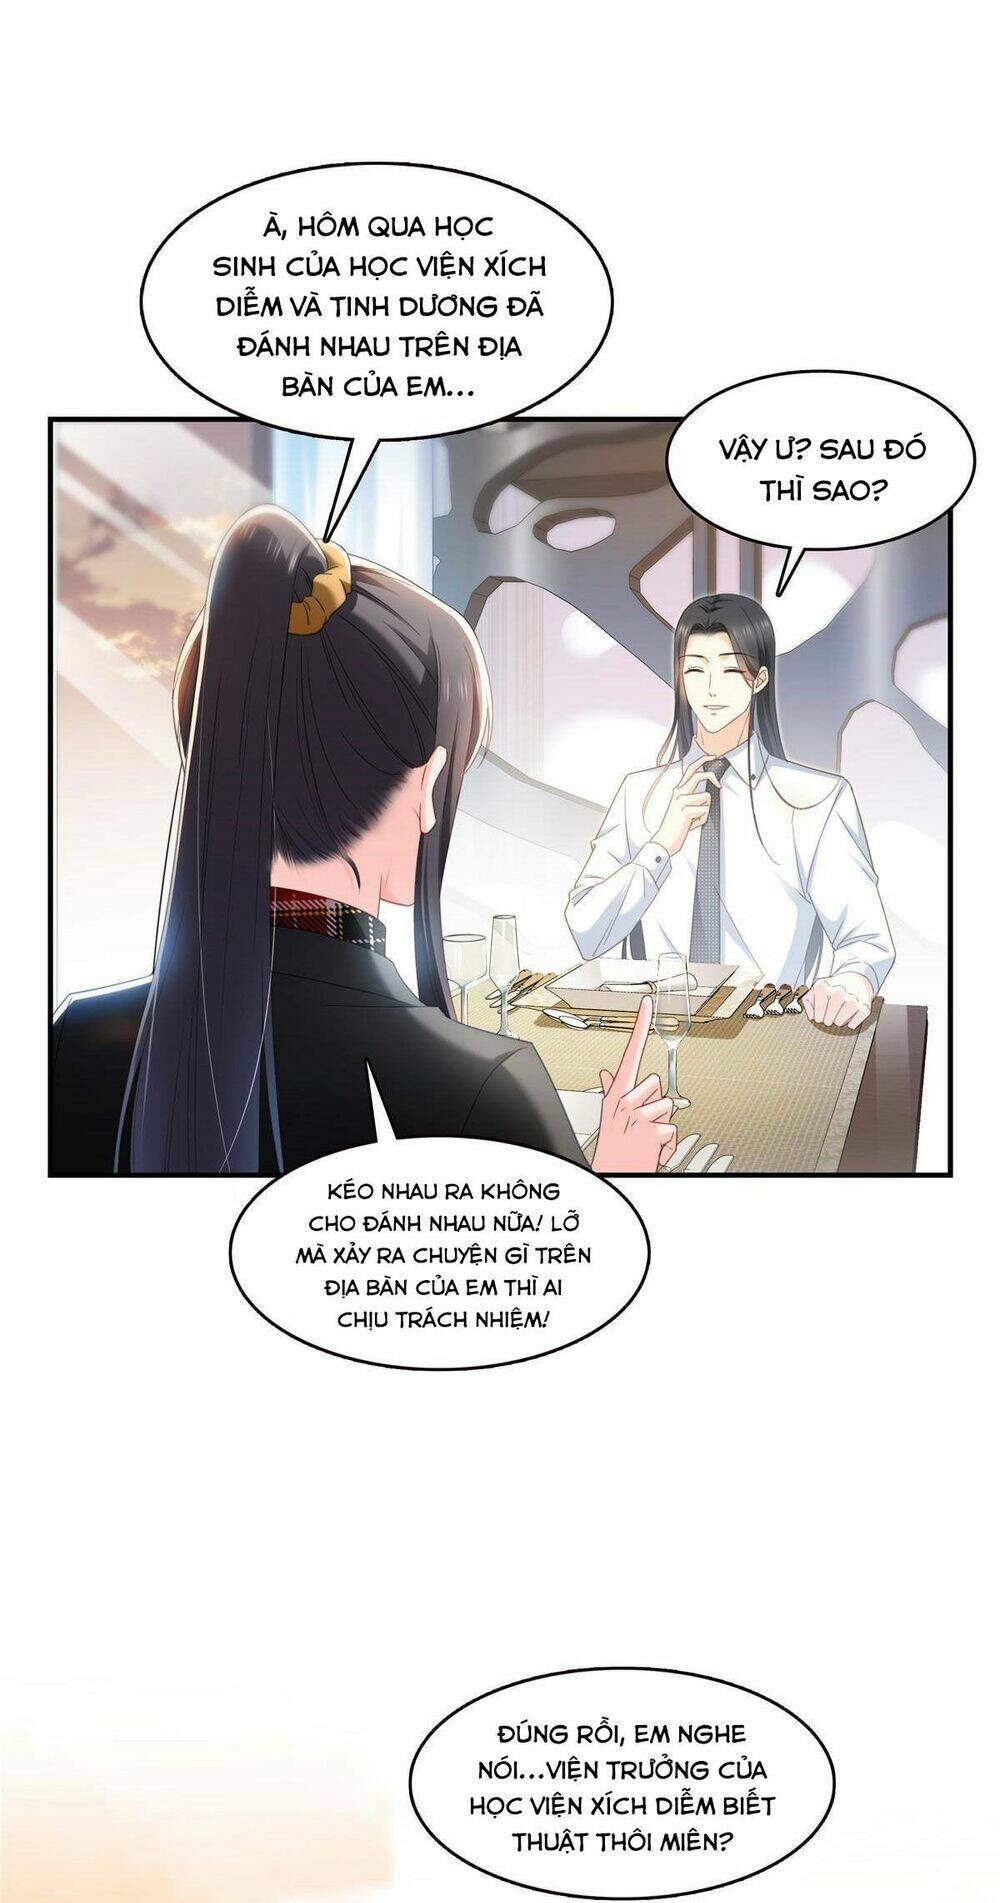 À, HÔM QUA HỌC
SINH CỦA HỌC VIỆN XÍCH
DIỄM VÀ TINH DƯƠNG ĐÃ
ĐÁNH NHAU TRÊN ĐỊA
BÀN CỦA EM...
VẬY Ư? SAU ĐÓ
THÌ SAO?
KÉO NHAU RA KHÔNG
CHO ĐÁNH NHAU NỮA! LỠ
MÀ XẢY RA CHUYỆN GÌ TRÊN
ĐỊA BÀN CỦA EM THÌ AI
CHỊU TRÁCH NHIỆM!
ĐÚNG RỒI, EM NGHE
NÓI...VIỆN TRƯỞNG CỦA
HỌC VIỆN XÍCH DIỄM BIẾT
THUẬT THÔI MIÊN?